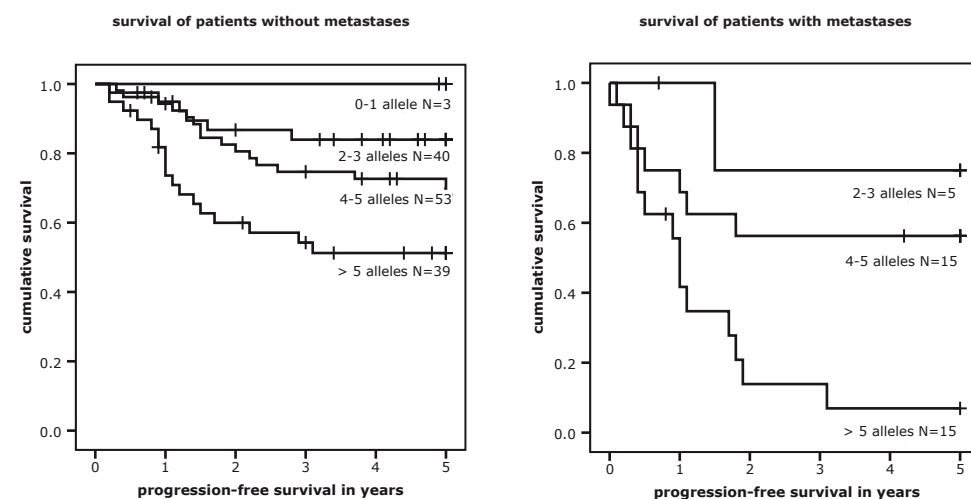 survival of patients without metastases
1.0
0.8
0.6
0.4
0.2
0.0
cumulative survival
0-1 allele N=3
2-3 alleles N=40
4-5 alleles N=53
> 5 alleles N=39
0 1 2 3 4 5
progression-free survival in years
survival of patients with metastases
1.0
0.8
0.6
0.4
0.2
0.0
cumulative survival
2-3 alleles N=5
4-5 alleles N=15
> 5 alleles N=15
0 1 2 3 4 5
progression-free survival in years